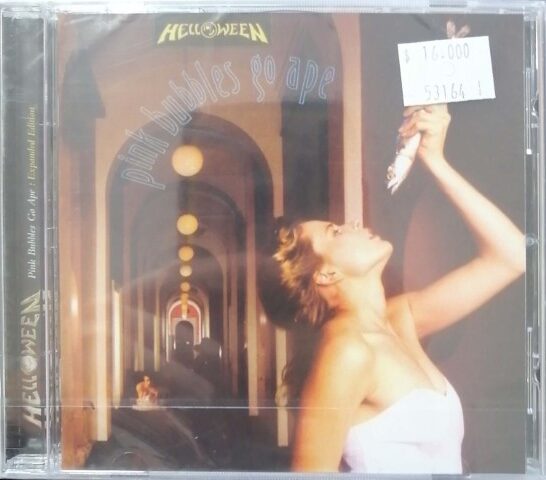 HELLOWEEN
pink bubbles go ape
$ 16.000
53164 1
HELLOWEEN Pink Bubbles Go Ape : Expanded Edition